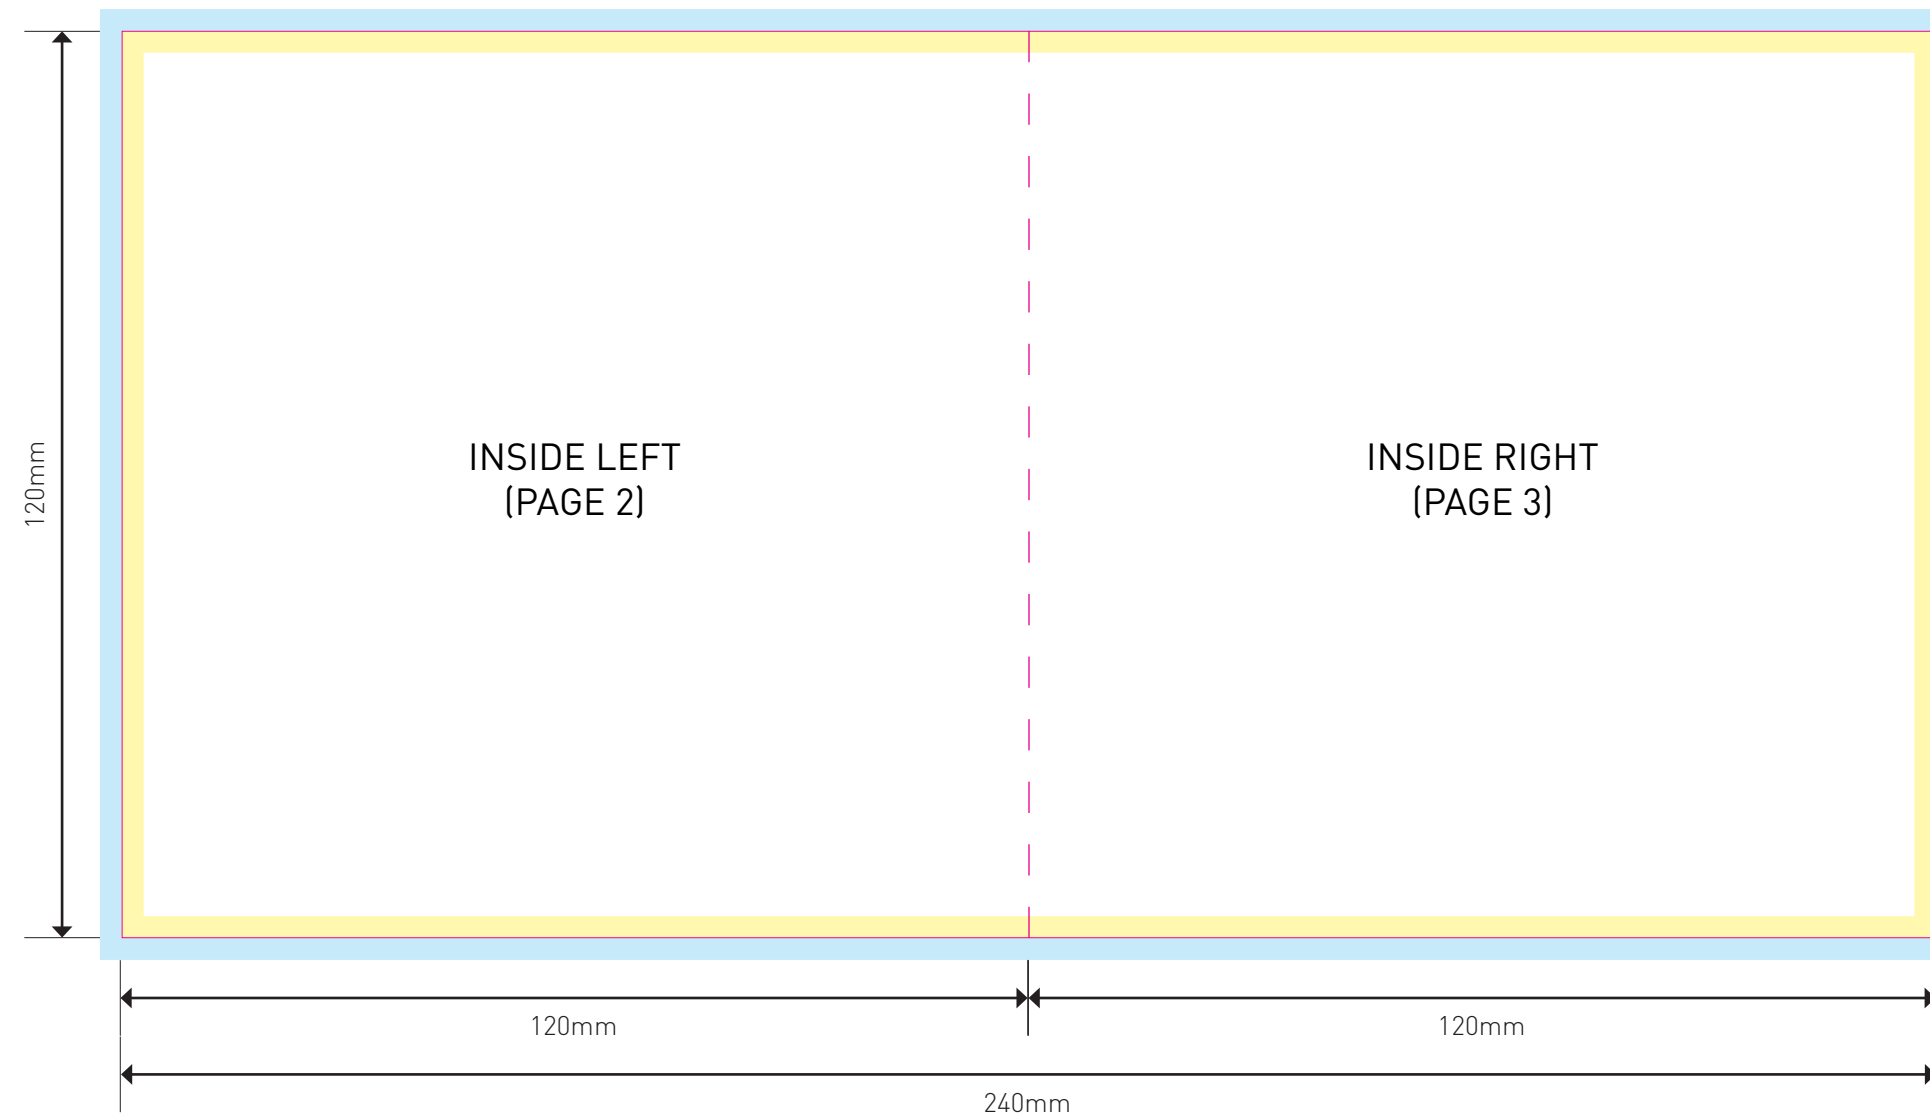 120mm
INSIDE LEFT
(PAGE 2)
INSIDE RIGHT
(PAGE 3)
120mm
120mm
240mm